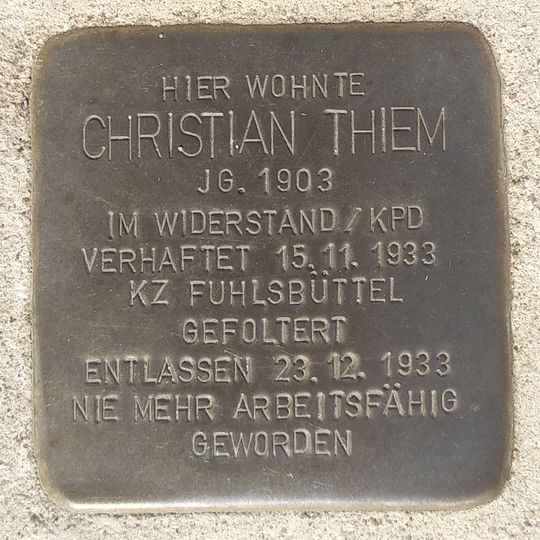 HIER WOHNTE
CHRISTIAN THIEM
JG. 1903
IM WIDERSTAND / KPD
VERHAFTET 15.11.1933
KZ FUHLSBÜTTEL
GEFOLTERT
ENTLASSEN 23.12.1933
NIE MEHR ARBEITSFÄHIG
GEWORDEN